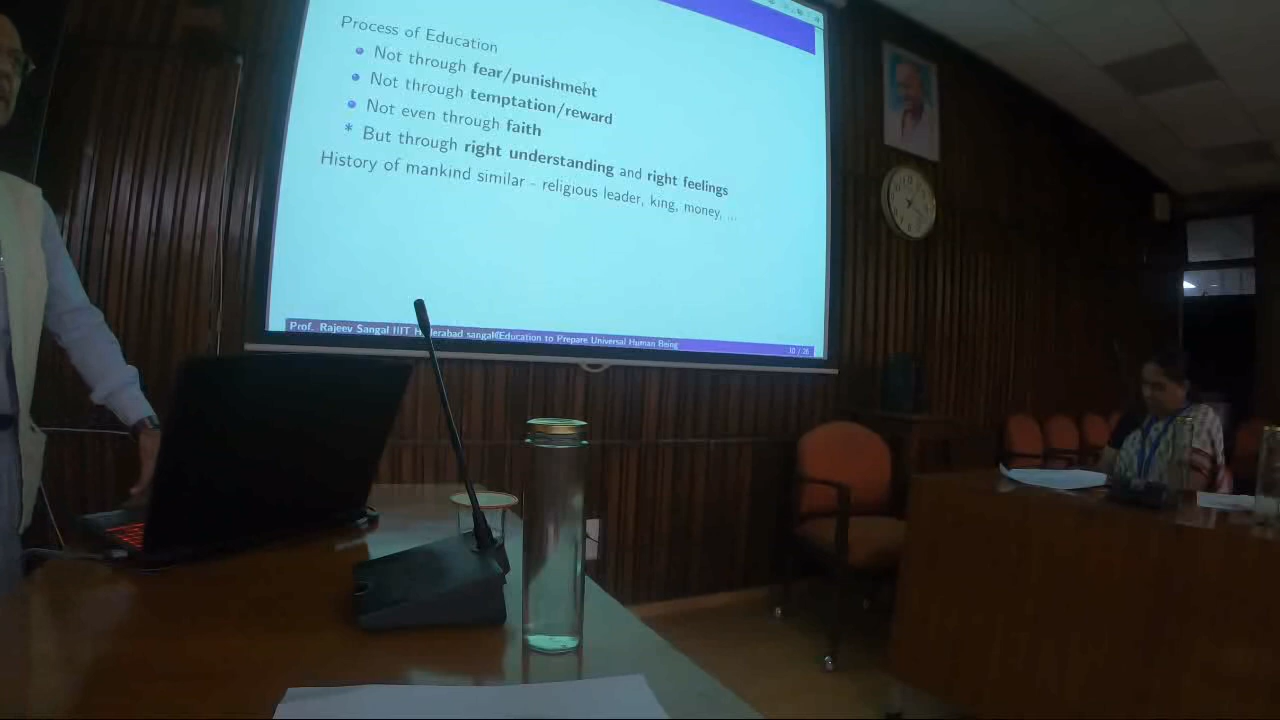 Process of Education
Not through fear/punishment
Not through temptation/reward
Not even through faith
* But through right understanding and right feelings
History of mankind similar - religious leader, king, money, ...
Prof. Rajeev Sangal IIIT Hyderabad sangal@ Education to Prepare Universal Human Being 10 / 26